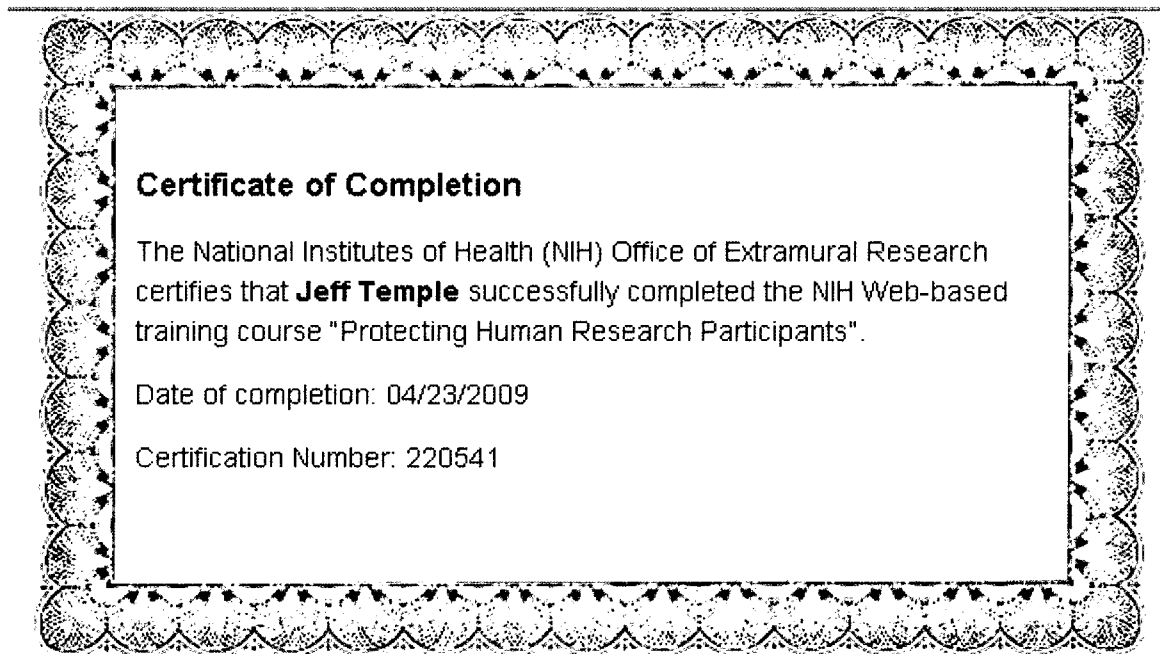 Certificate of Completion
The National Institutes of Health (NIH) Office of Extramural Research
certifies that Jeff Temple successfully completed the NIH Web-based
training course "Protecting Human Research Participants".
Date of completion: 04/23/2009
Certification Number: 220541